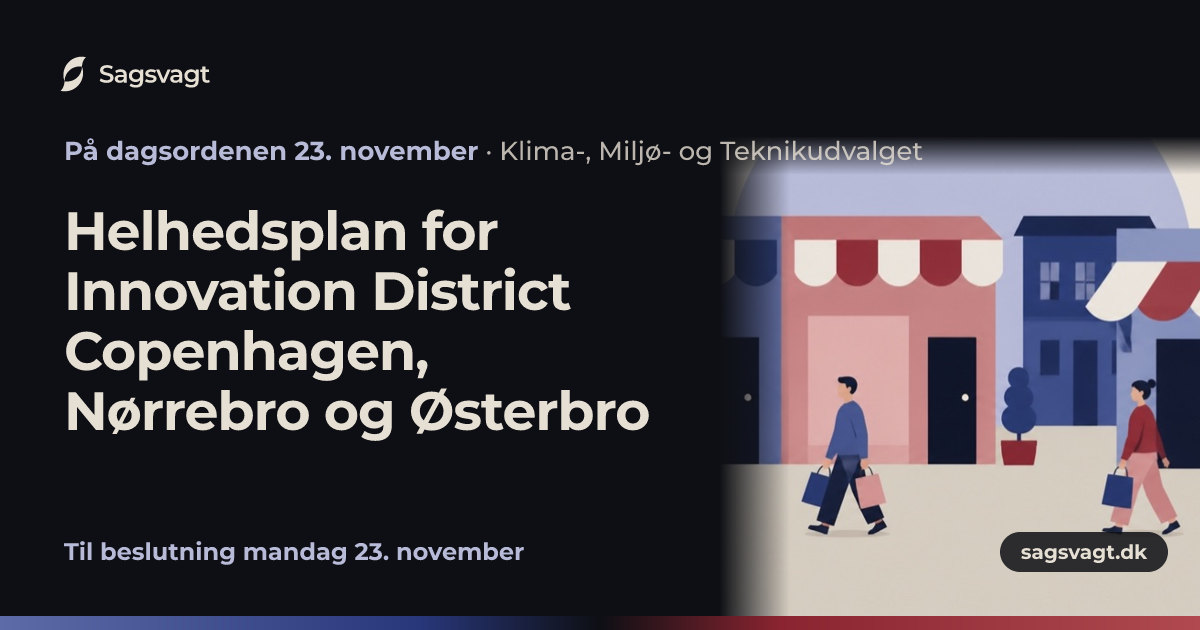 Sagsvagt
På dagsordenen 23. november · Klima-, Miljø- og Teknikudvalget
Helhedsplan for
Innovation District
Copenhagen,
Nørrebro og Østerbro
Til beslutning mandag 23. november
sagsvagt.dk